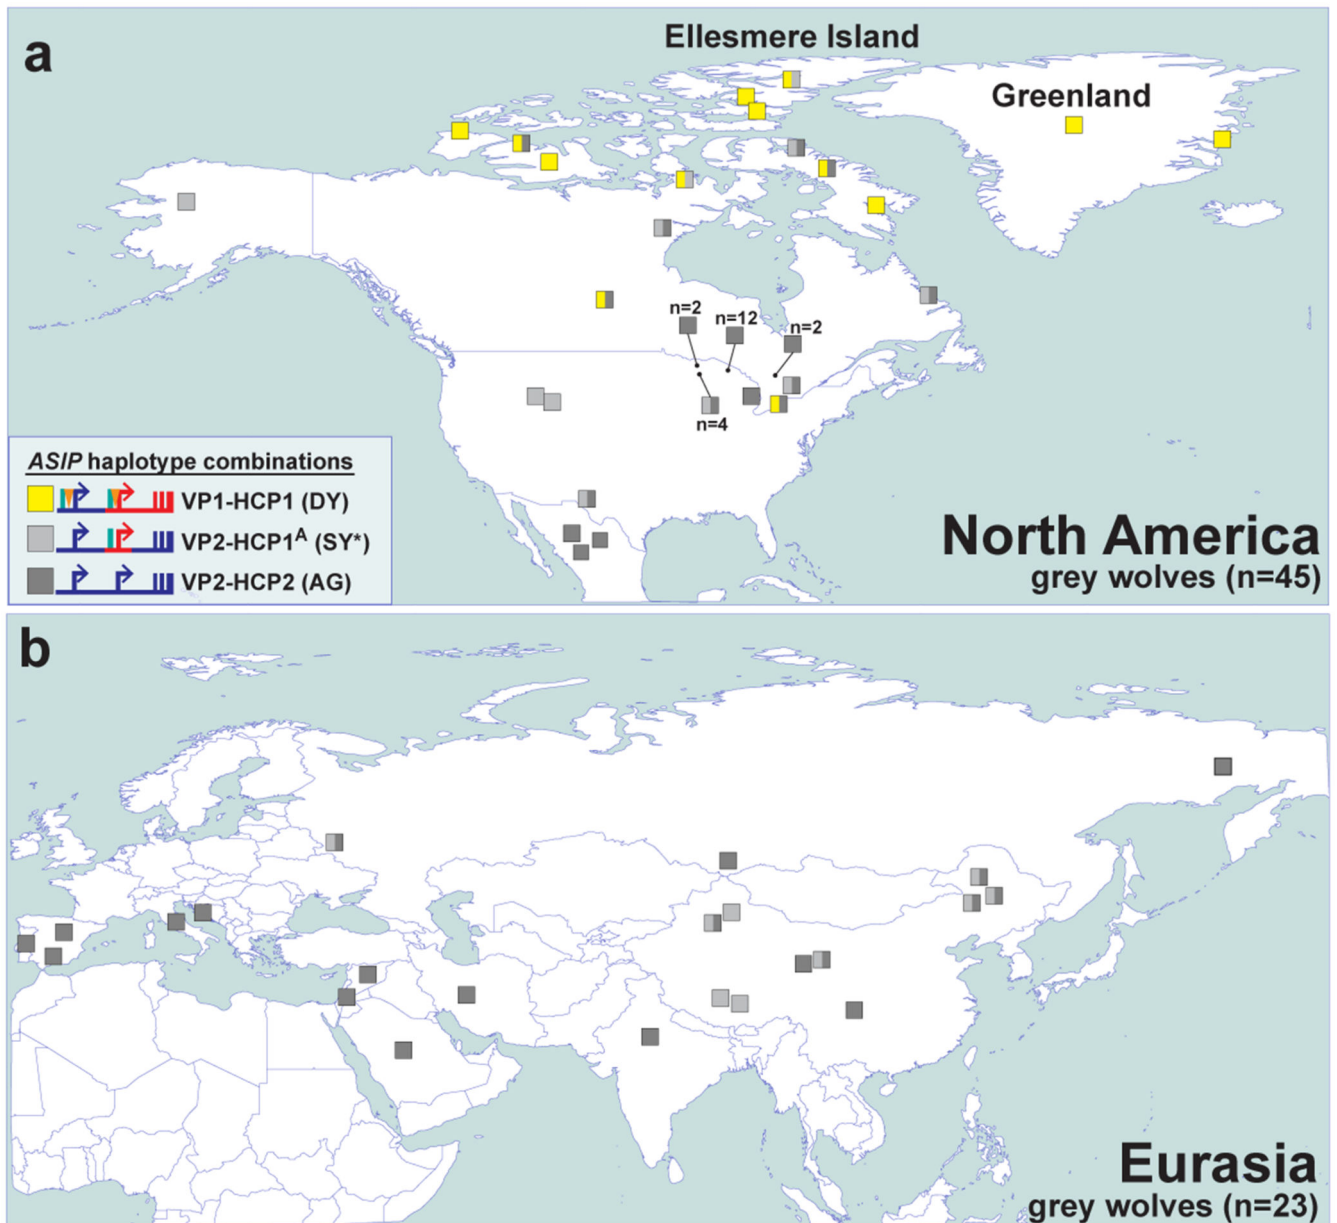 a
Ellesmere Island
Greenland
n=2
n=12
n=2
n=4
ASIP haplotype combinations
VP1-HCP1 (DY)
VP2-HCP1A (SY*)
VP2-HCP2 (AG)
North America
grey wolves (n=45)
b
Eurasia
grey wolves (n=23)